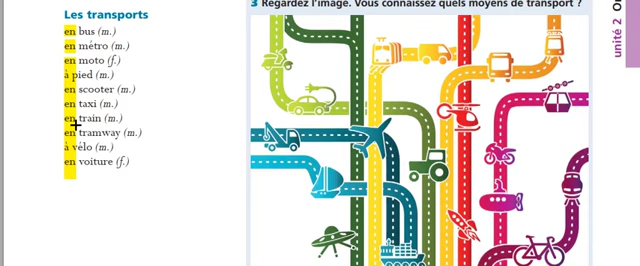 3 Regardez l'image. Vous connaissez quels moyens de transport ?
Les transports
en bus (m.)
en métro (m.)
en moto (f.)
à pied (m.)
en scooter (m.)
en taxi (m.)
en train (m.)
en tramway (m.)
à vélo (m.)
en voiture (f.)
unité 2